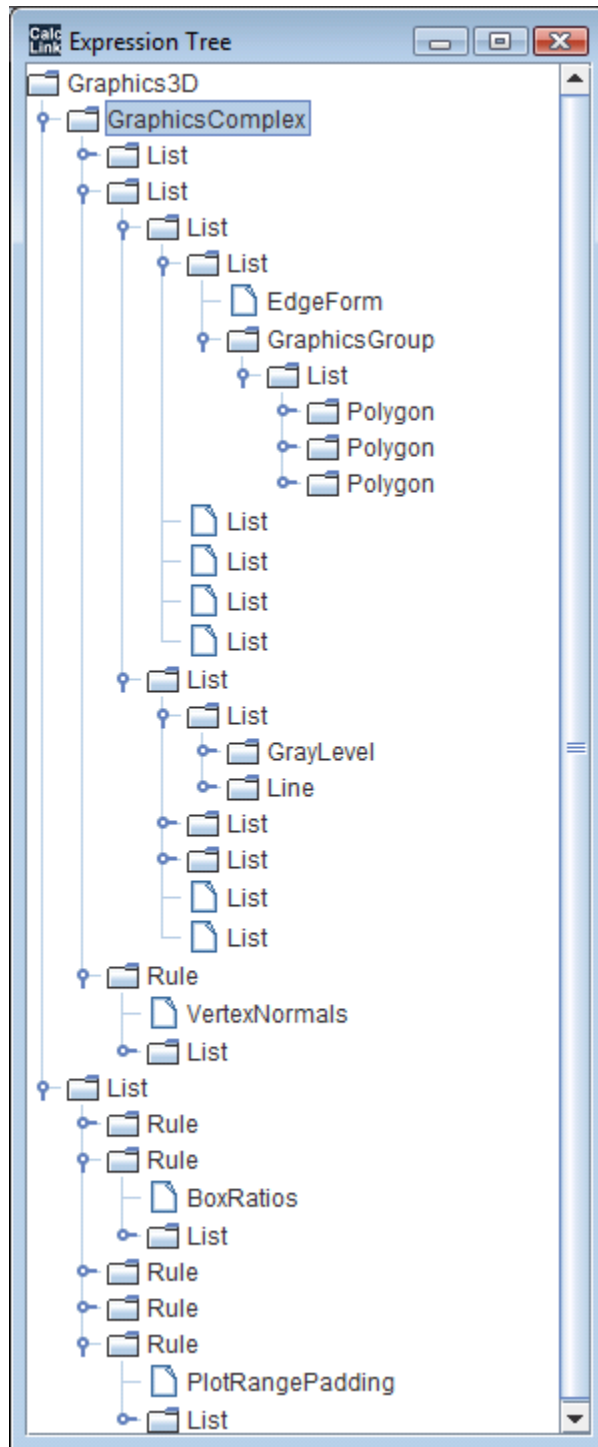 Calc
Link
Expression Tree
Graphics3D
GraphicsComplex
List
List
List
List
EdgeForm
GraphicsGroup
List
Polygon
Polygon
Polygon
List
List
List
List
List
List
GrayLevel
Line
List
List
List
List
Rule
VertexNormals
List
List
Rule
Rule
BoxRatios
List
Rule
Rule
Rule
PlotRangePadding
List